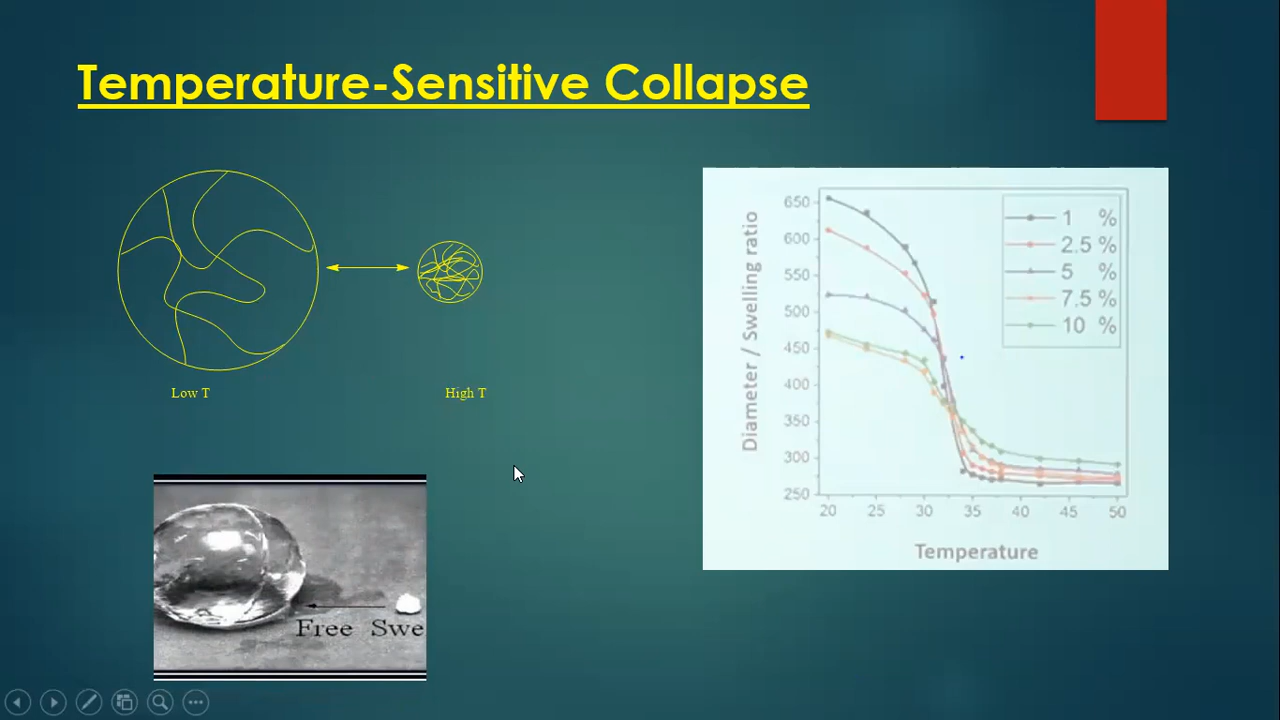 Temperature-Sensitive Collapse
Low T
High T
Free Swe
Diameter / Swelling ratio
650
600
550
500
450
400
350
300
250
20 25 30 35 40 45 50
Temperature
1 %
2.5 %
5 %
7.5 %
10 %